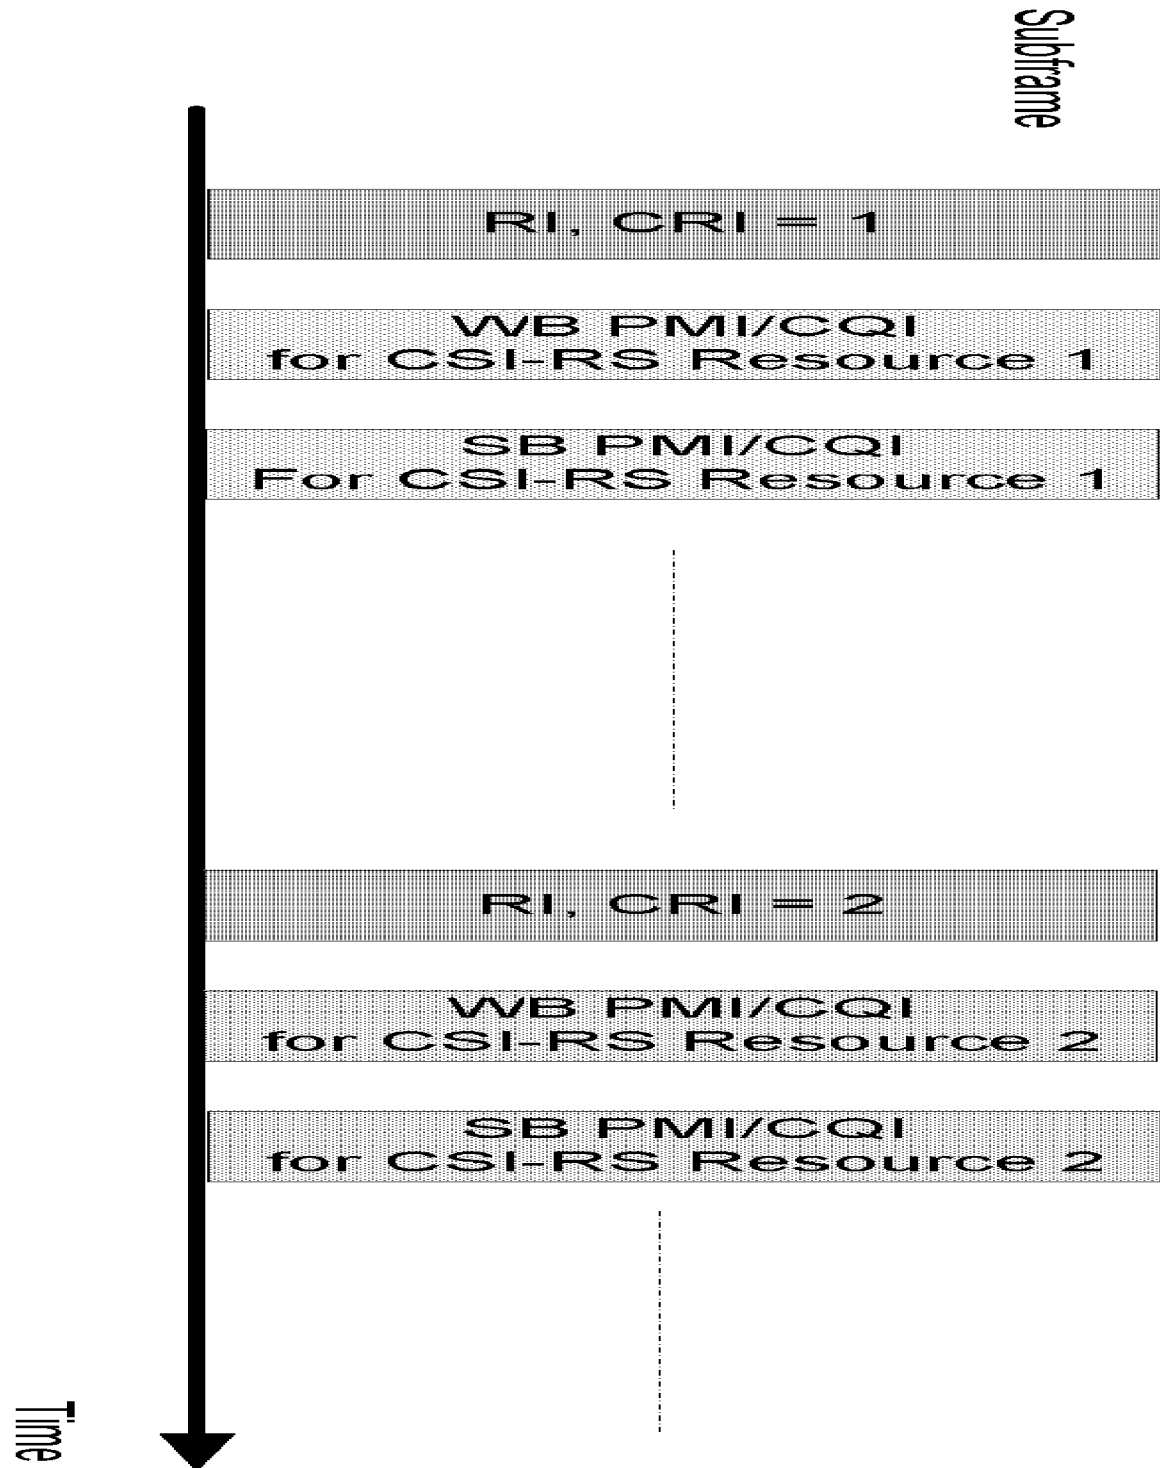 Subframe
RI, CRI = 1
WB PMI/CQI
for CSI-RS Resource 1
SB PMI/CQI
For CSI-RS Resource 1
RI, CRI = 2
WB PMI/CQI
for CSI-RS Resource 2
SB PMI/CQI
for CSI-RS Resource 2
Time